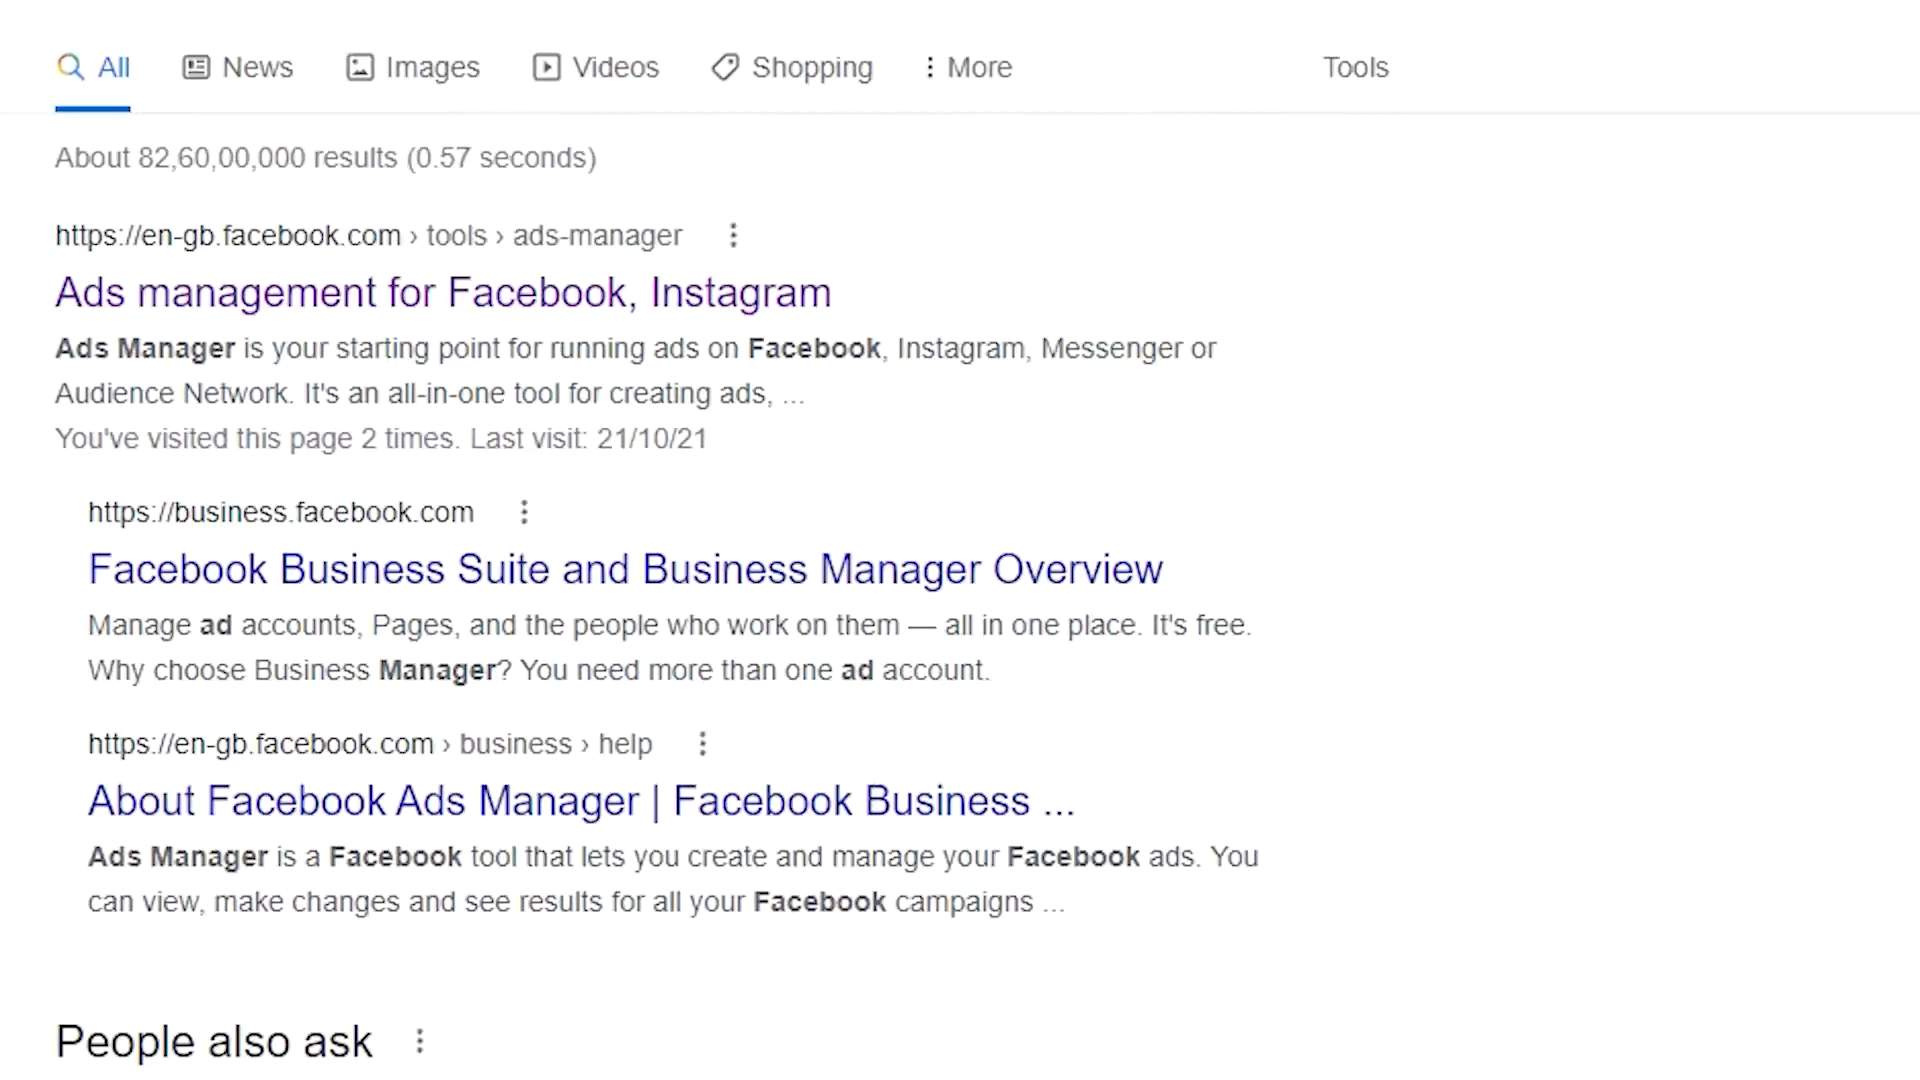 All News Images Videos Shopping More Tools
About 82,60,00,000 results (0.57 seconds)
https://en-gb.facebook.com › tools › ads-manager
Ads management for Facebook, Instagram
Ads Manager is your starting point for running ads on Facebook, Instagram, Messenger or
Audience Network. It's an all-in-one tool for creating ads, ...
You've visited this page 2 times. Last visit: 21/10/21
https://business.facebook.com
Facebook Business Suite and Business Manager Overview
Manage ad accounts, Pages, and the people who work on them — all in one place. It's free.
Why choose Business Manager? You need more than one ad account.
https://en-gb.facebook.com › business › help
About Facebook Ads Manager | Facebook Business ...
Ads Manager is a Facebook tool that lets you create and manage your Facebook ads. You
can view, make changes and see results for all your Facebook campaigns ...
People also ask